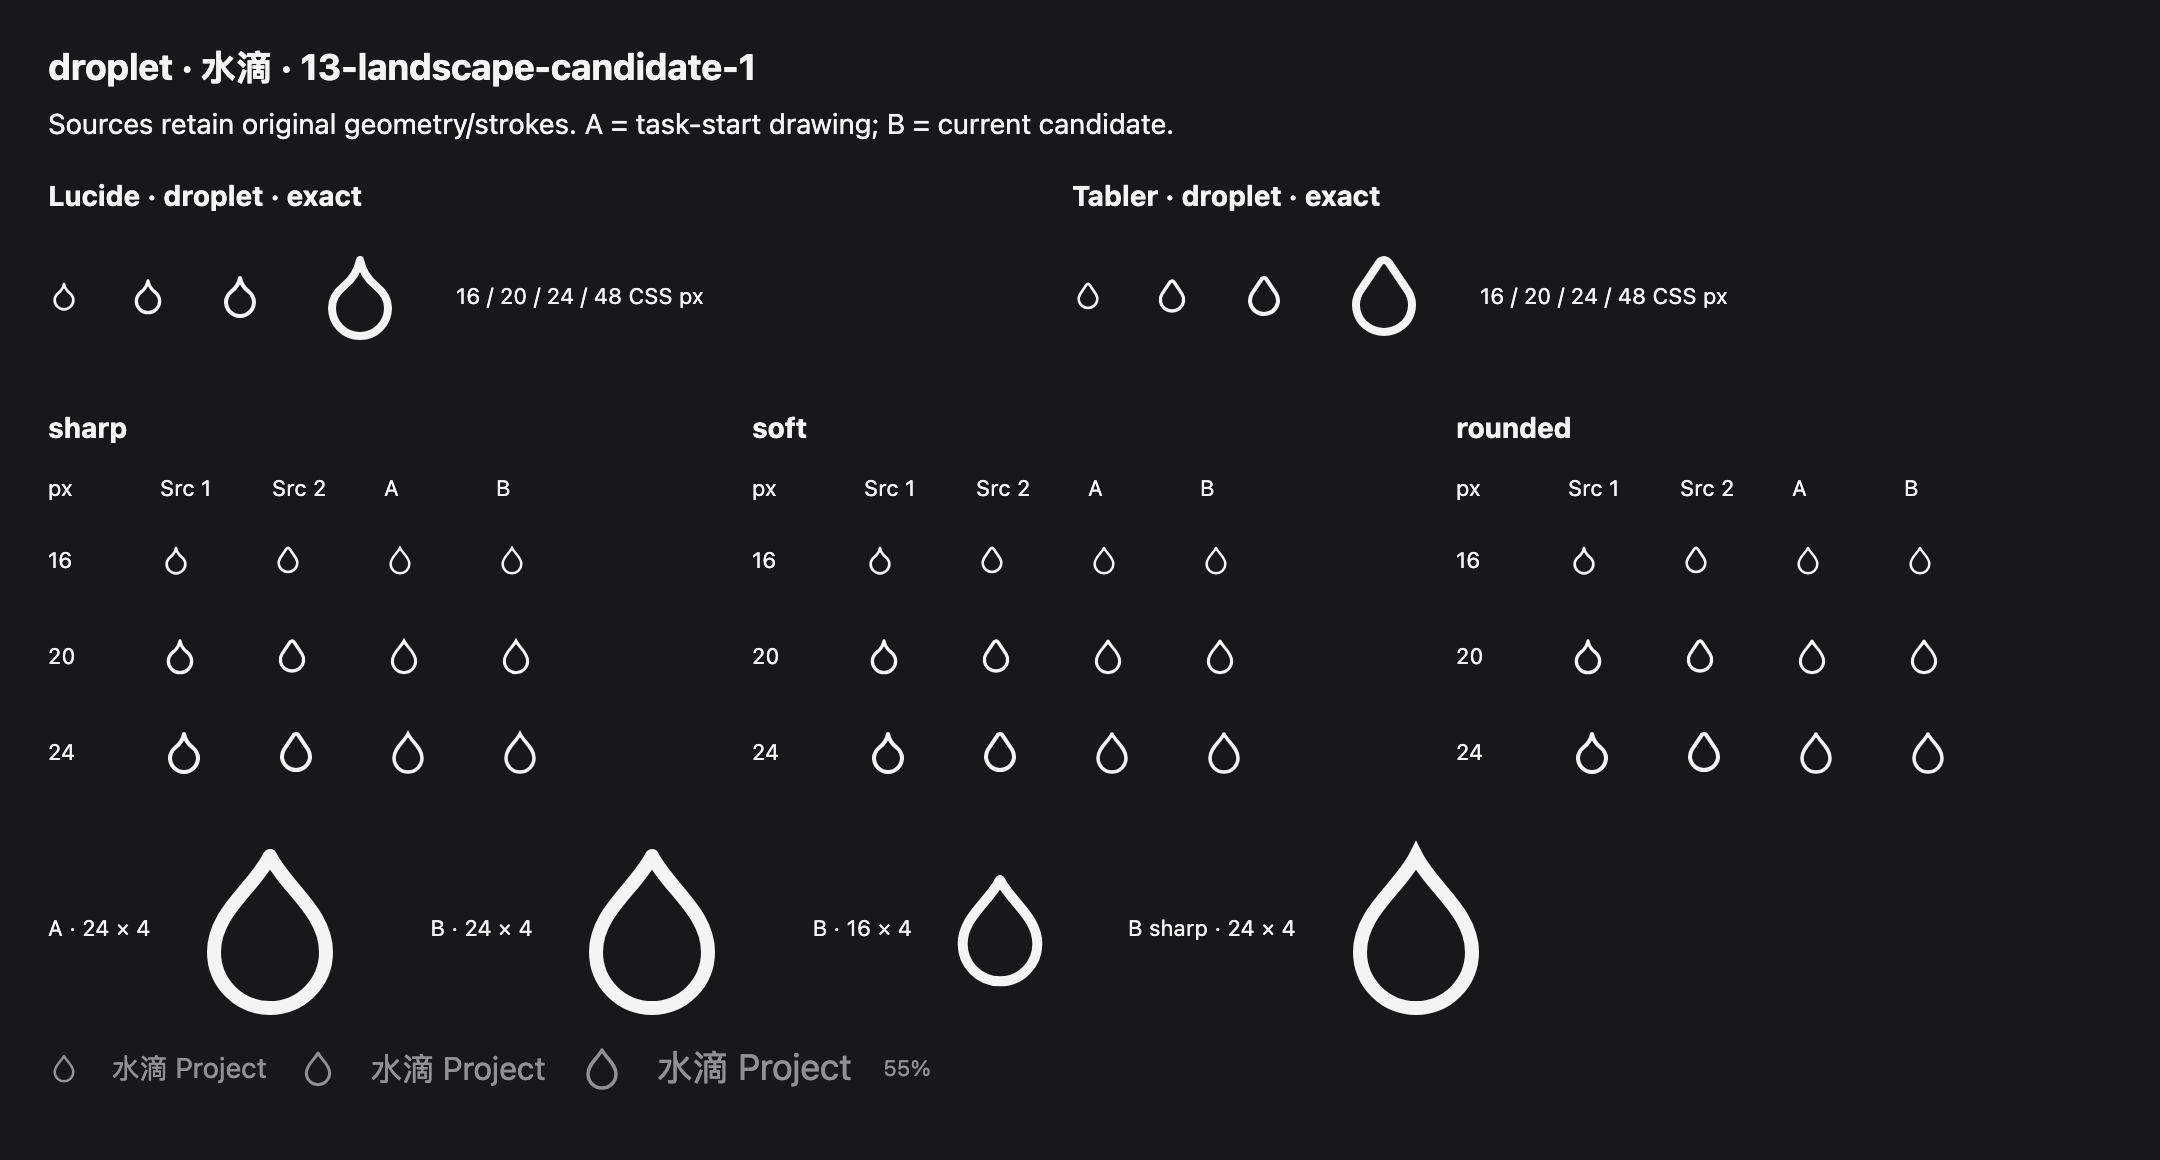 droplet · 水滴 · 13-landscape-candidate-1
Sources retain original geometry/strokes. A = task-start drawing; B = current candidate.
Lucide · droplet · exact
16 / 20 / 24 / 48 CSS px
Tabler · droplet · exact
16 / 20 / 24 / 48 CSS px
sharp
px Src 1 Src 2 A B
16
20
24
soft
px Src 1 Src 2 A B
16
20
24
rounded
px Src 1 Src 2 A B
16
20
24
A · 24 × 4
B · 24 × 4
B · 16 × 4
B sharp · 24 × 4
水滴 Project 水滴 Project 水滴 Project 55%